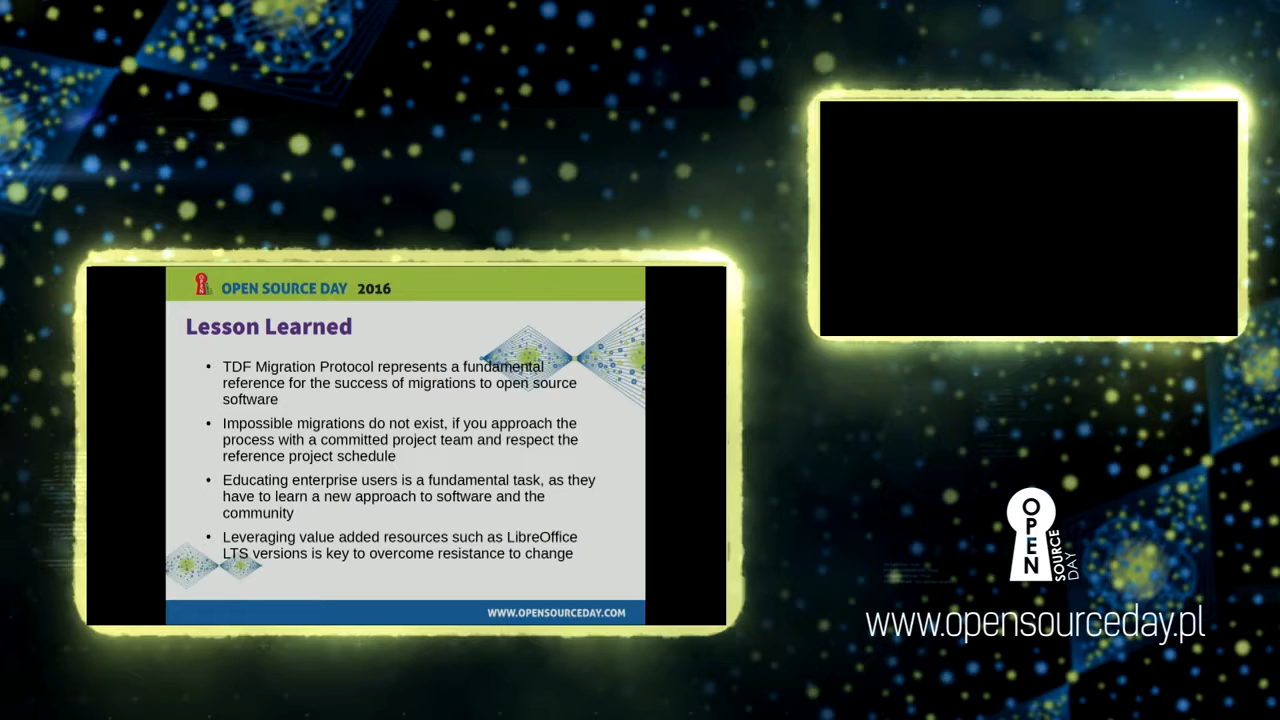 OPEN SOURCE DAY 2016
Lesson Learned
• TDF Migration Protocol represents a fundamental
reference for the success of migrations to open source
software
• Impossible migrations do not exist, if you approach the
process with a committed project team and respect the
reference project schedule
• Educating enterprise users is a fundamental task, as they
have to learn a new approach to software and the
community
• Leveraging value added resources such as LibreOffice
LTS versions is key to overcome resistance to change
WWW.OPENSOURCEDAY.COM
OPEN
SOURCE
DAY
www.opensourceday.pl